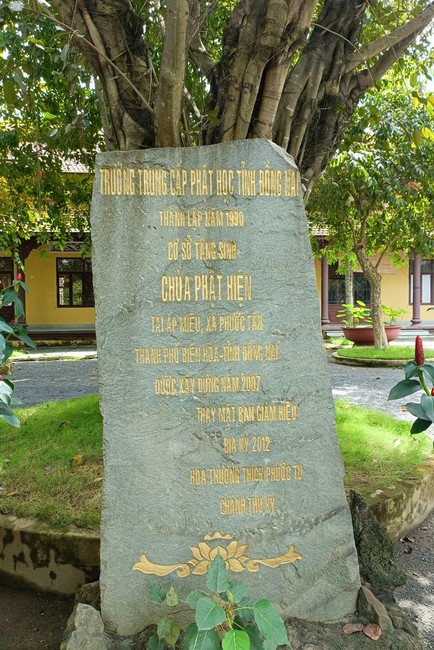 TRƯỜNG TRUNG CẤP PHẬT HỌC TỈNH ĐỒNG NAI
THÀNH LẬP NĂM 1990
CƠ SỞ TĂNG SINH
CHÙA PHẬT HIỆN
TẠI ẤP MIỄU, XÃ PHƯỚC TÂN
THÀNH PHỐ BIÊN HÒA-TỈNH ĐỒNG NAI
ĐƯỢC XÂY DỰNG NĂM 2007
THAY MẶT BAN GIÁM HIỆU
BIA KÝ 2012
HÒA THƯỢNG THÍCH PHƯỚC TÚ
CHÁNH THƯ KÝ